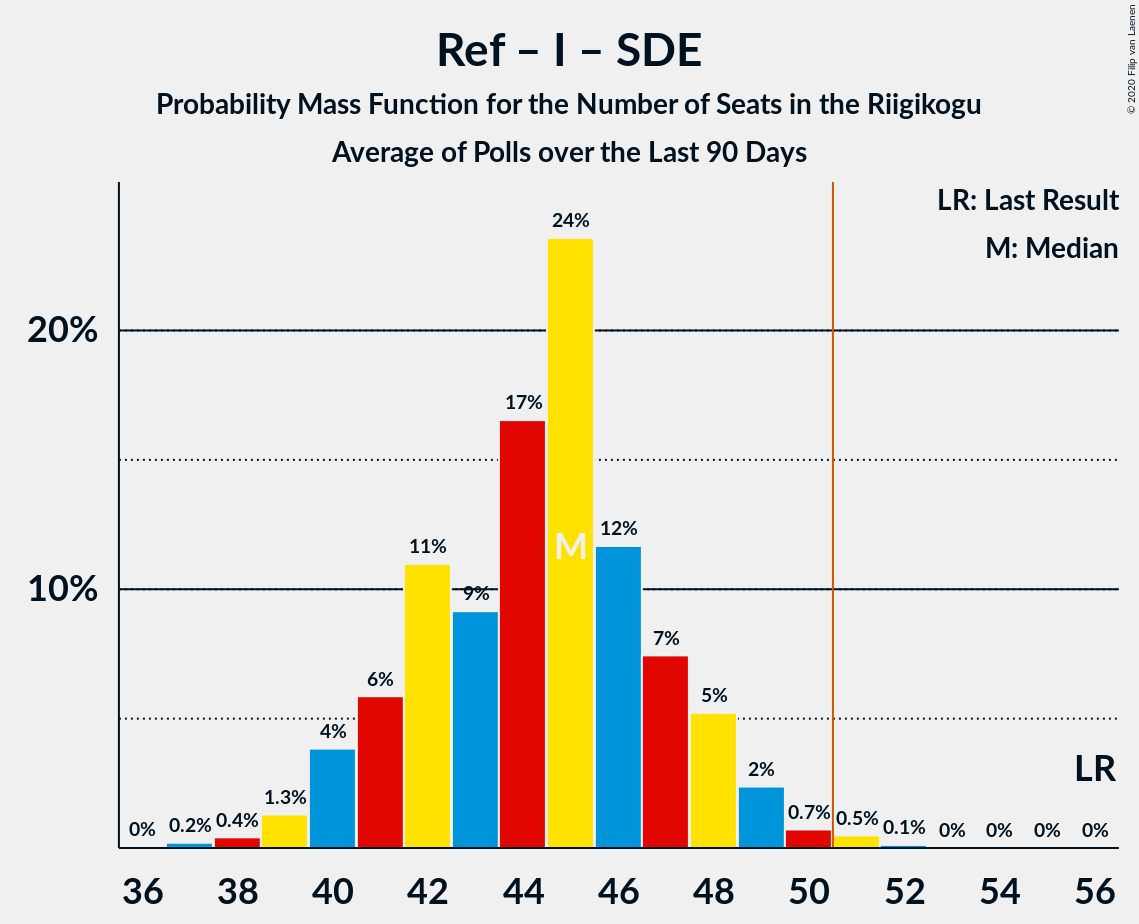 Ref – I – SDE
Probability Mass Function for the Number of Seats in the Riigikogu
Average of Polls over the Last 90 Days
© 2020 Filip van Laenen
LR: Last Result
M: Median
20%
10%
0%
0.2%
0.4%
1.3%
4%
6%
11%
9%
17%
24%
M
12%
7%
5%
2%
0.7%
0.5%
0.1%
0%
0%
0%
0%
LR
36 38 40 42 44 46 48 50 52 54 56